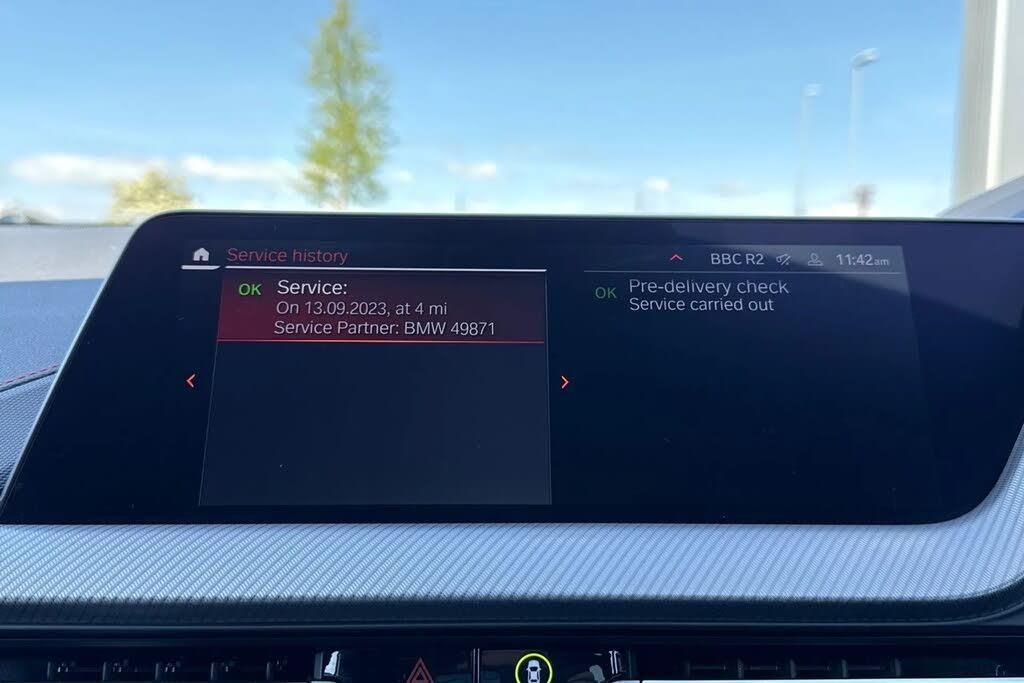 Service history
BBC R2 11:42am
OK Service:
On 13.09.2023, at 4 mi
Service Partner: BMW 49871
OK Pre-delivery check
Service carried out